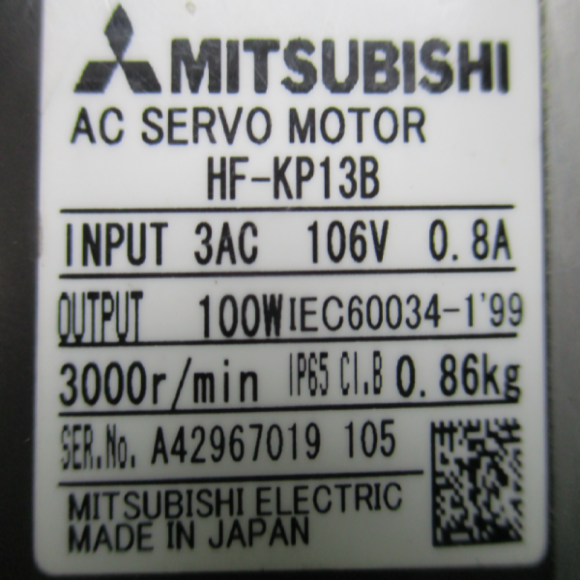 MITSUBISHI
AC SERVO MOTOR
HF-KP13B
INPUT 3AC 106V 0.8A
OUTPUT 100W IEC60034-1'99
3000r/min IP65 CI.B 0.86kg
SER.No. A42967019 105
MITSUBISHI ELECTRIC
MADE IN JAPAN